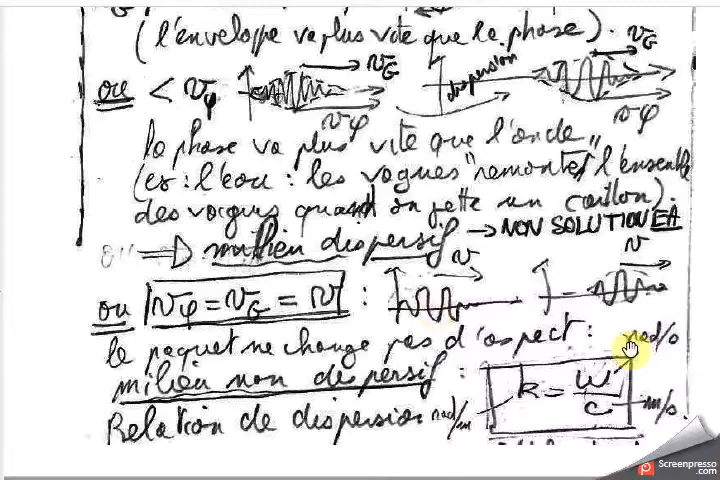 (l'enveloppe va plus vite que la phase).
ou < vφ vG dispersion vG
vφ vφ
la phase va plus vite que l'onde"
(ex : l'eau : les vagues "remontent" l'ensemble
des vagues quand on jette un caillou).
⇒ milieu dispersif → NON SOLUTION EA
ou vφ = vG = v : v v
le paquet ne change pas d'aspect : rad/s
milieu non dispersif : k = ω/c m/s
Relation de dispersion rad/m
Screenpresso
.com